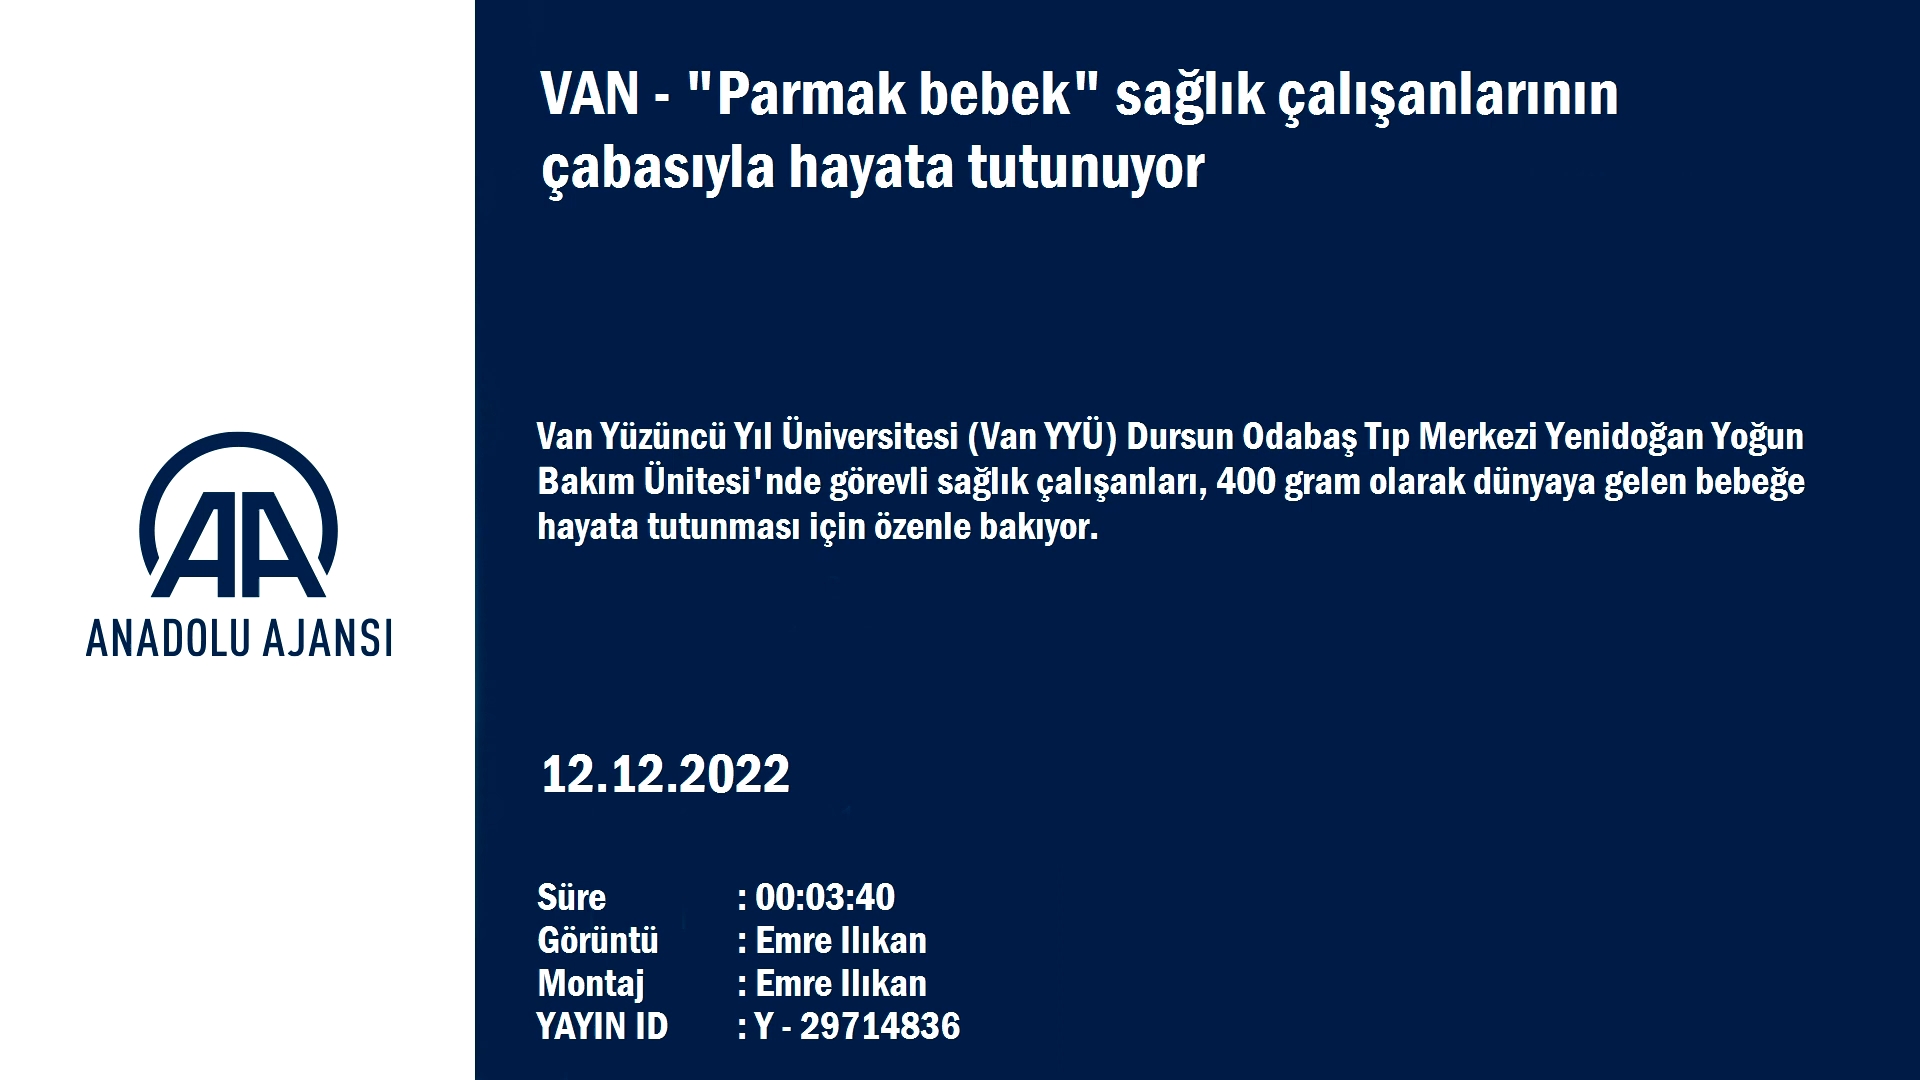 VAN - "Parmak bebek" sağlık çalışanlarının
çabasıyla hayata tutunuyor
Van Yüzüncü Yıl Üniversitesi (Van YYÜ) Dursun Odabaş Tıp Merkezi Yenidoğan Yoğun
Bakım Ünitesi'nde görevli sağlık çalışanları, 400 gram olarak dünyaya gelen bebeğe
hayata tutunması için özenle bakıyor.
AA
ANADOLU AJANSI
12.12.2022
Süre : 00:03:40
Görüntü : Emre Ilıkan
Montaj : Emre Ilıkan
YAYIN ID : Y - 29714836